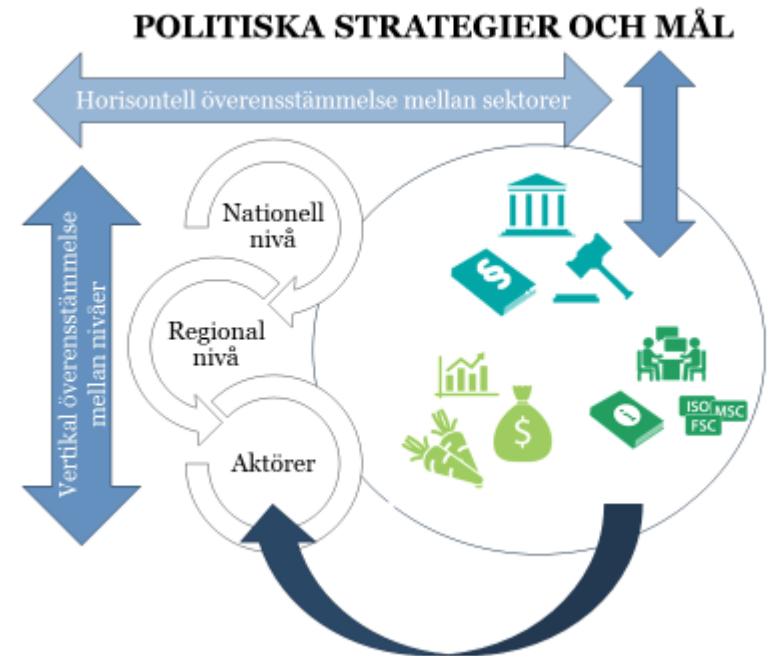 POLITISKA STRATEGIER OCH MÅL
Horisontell överensstämmelse mellan sektorer
Vertikal överensstämmelse
mellan nivåer
Nationell
nivå
Regional
nivå
Aktörer
§
$
i
ISO
MSC
FSC